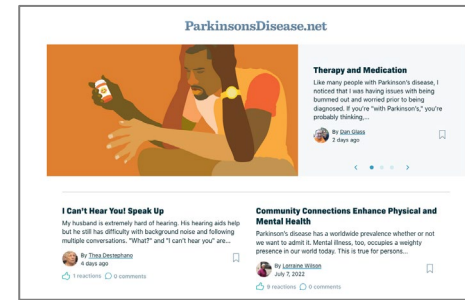 ParkinsonsDisease.net
Therapy and Medication
Like many people with Parkinson's disease, I
noticed that I was having issues with being
bummed out and worried prior to being
diagnosed. If you're "with Parkinson's," you're
probably thinking,...
By Dan Glass
2 days ago
I Can't Hear You! Speak Up
My husband is extremely hard of hearing. His hearing aids help
but he still has difficulty with background noise and following
multiple conversations. "What?" and "I can't hear you" are...
By Thea Destephano
4 days ago
1 reactions 0 comments
Community Connections Enhance Physical and
Mental Health
Parkinson's disease has a worldwide prevalence whether or not
we want to admit it. Mental illness, too, occupies a weighty
presence in our world today. This is true for persons...
By Lorraine Wilson
July 7, 2022
9 reactions 0 comments